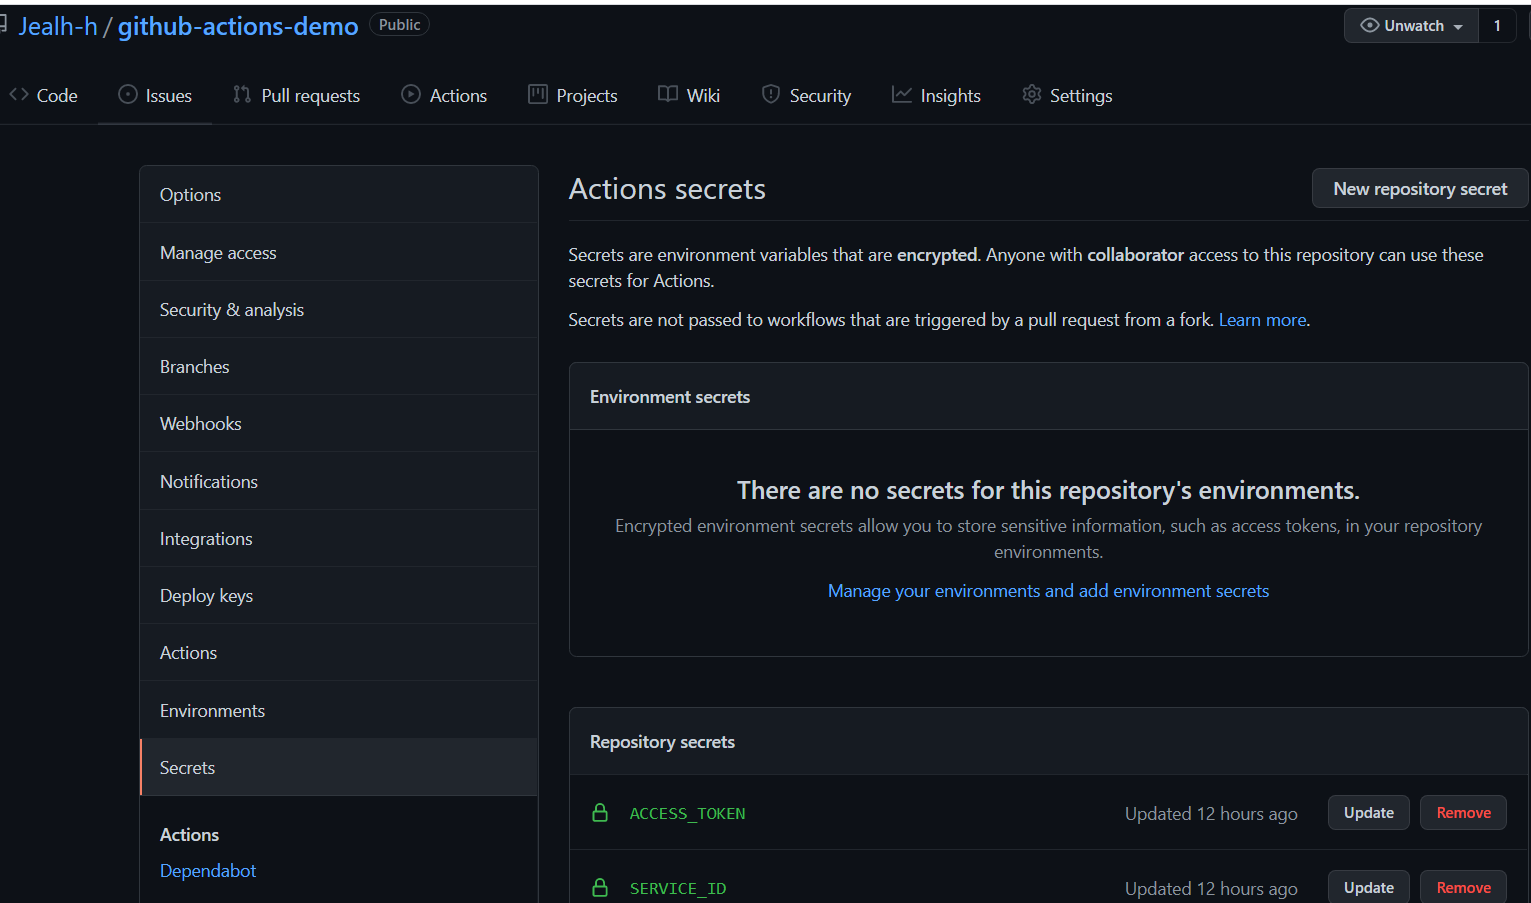 Jealh-h / github-actions-demo Public
Unwatch 1
Code Issues Pull requests Actions Projects Wiki Security Insights Settings
Options
Manage access
Security & analysis
Branches
Webhooks
Notifications
Integrations
Deploy keys
Actions
Environments
Secrets
Actions
Dependabot
Actions secrets
New repository secret
Secrets are environment variables that are encrypted. Anyone with collaborator access to this repository can use these
secrets for Actions.
Secrets are not passed to workflows that are triggered by a pull request from a fork. Learn more.
Environment secrets
There are no secrets for this repository's environments.
Encrypted environment secrets allow you to store sensitive information, such as access tokens, in your repository
environments.
Manage your environments and add environment secrets
Repository secrets
ACCESS_TOKEN Updated 12 hours ago Update Remove
SERVICE_ID Updated 12 hours ago Update Remove